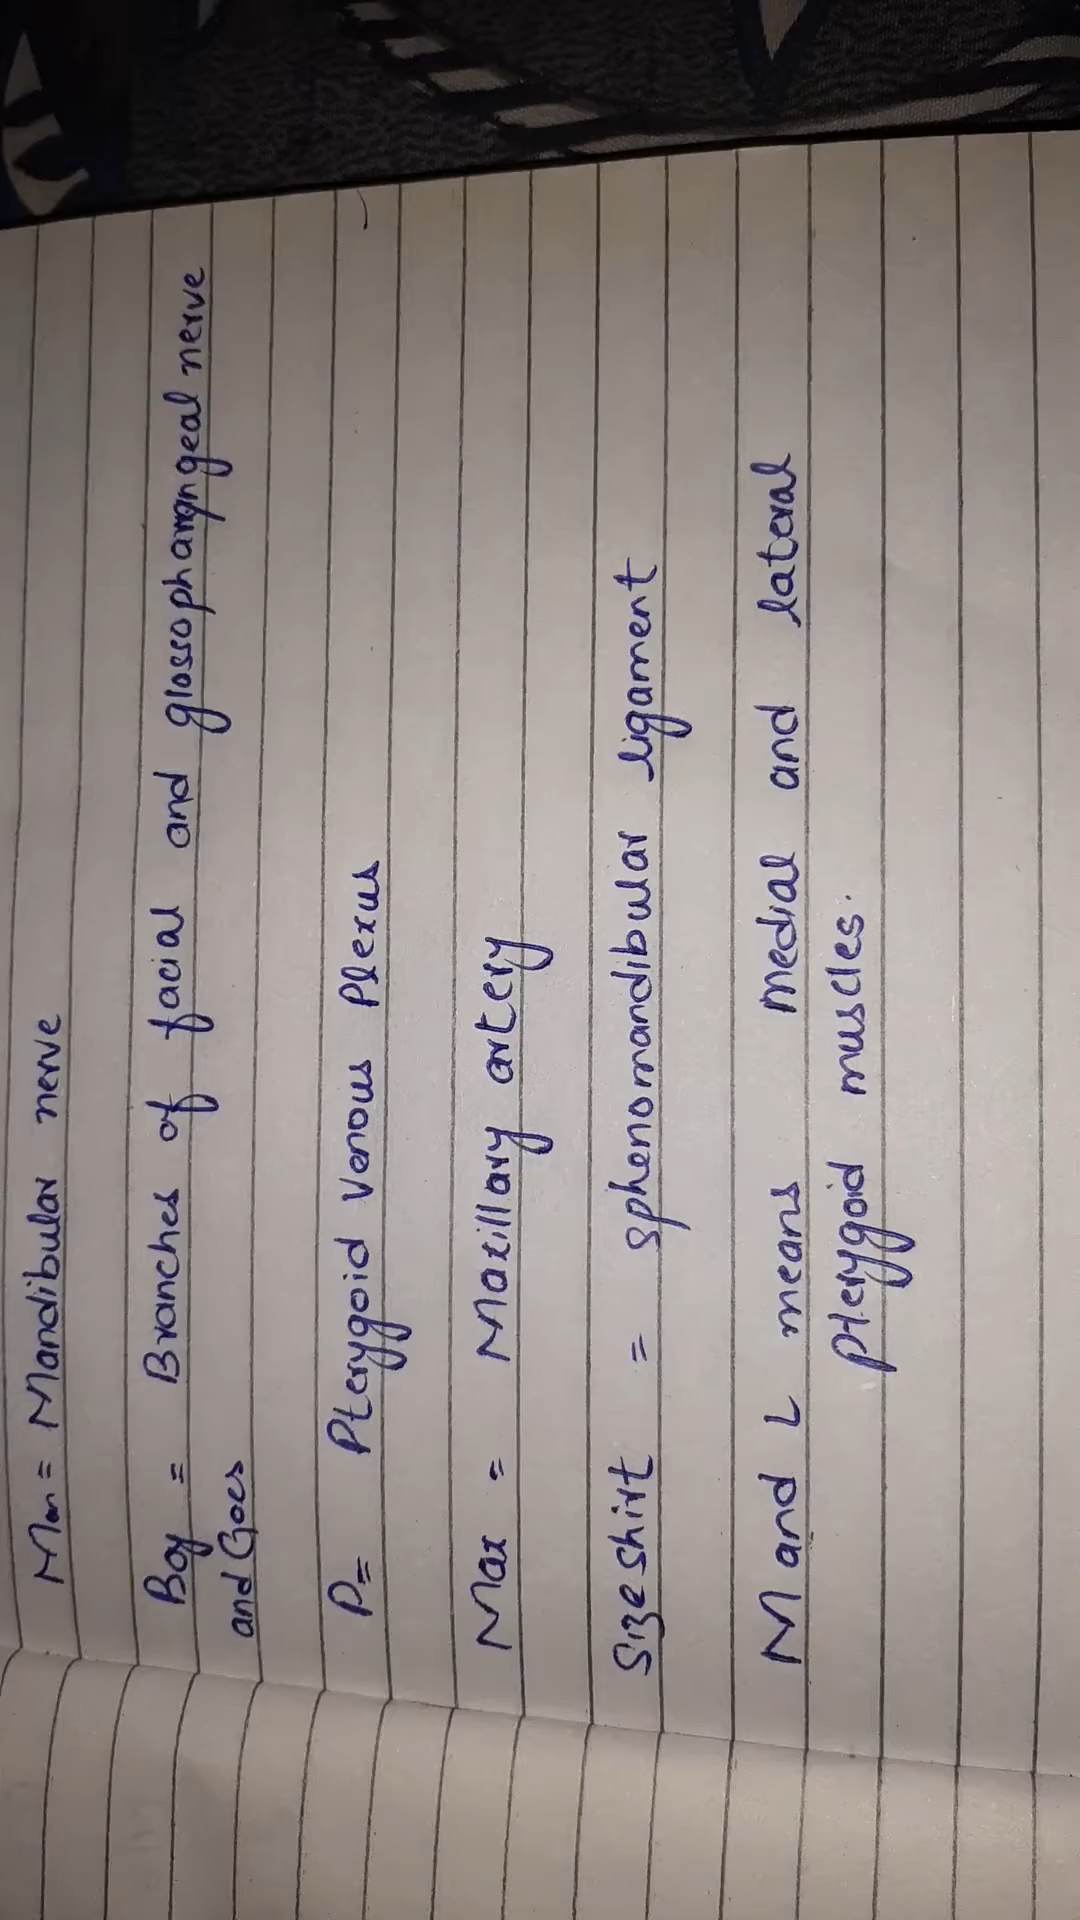 Man = Mandibular nerve
Boy = Branches of facial and glossopharyngeal nerve
and Goes
P = Pterygoid Venous Plexus
Max = Maxillary artery
Size shirt = sphenomandibular ligament
M and L means medial and lateral
pterygoid muscles.